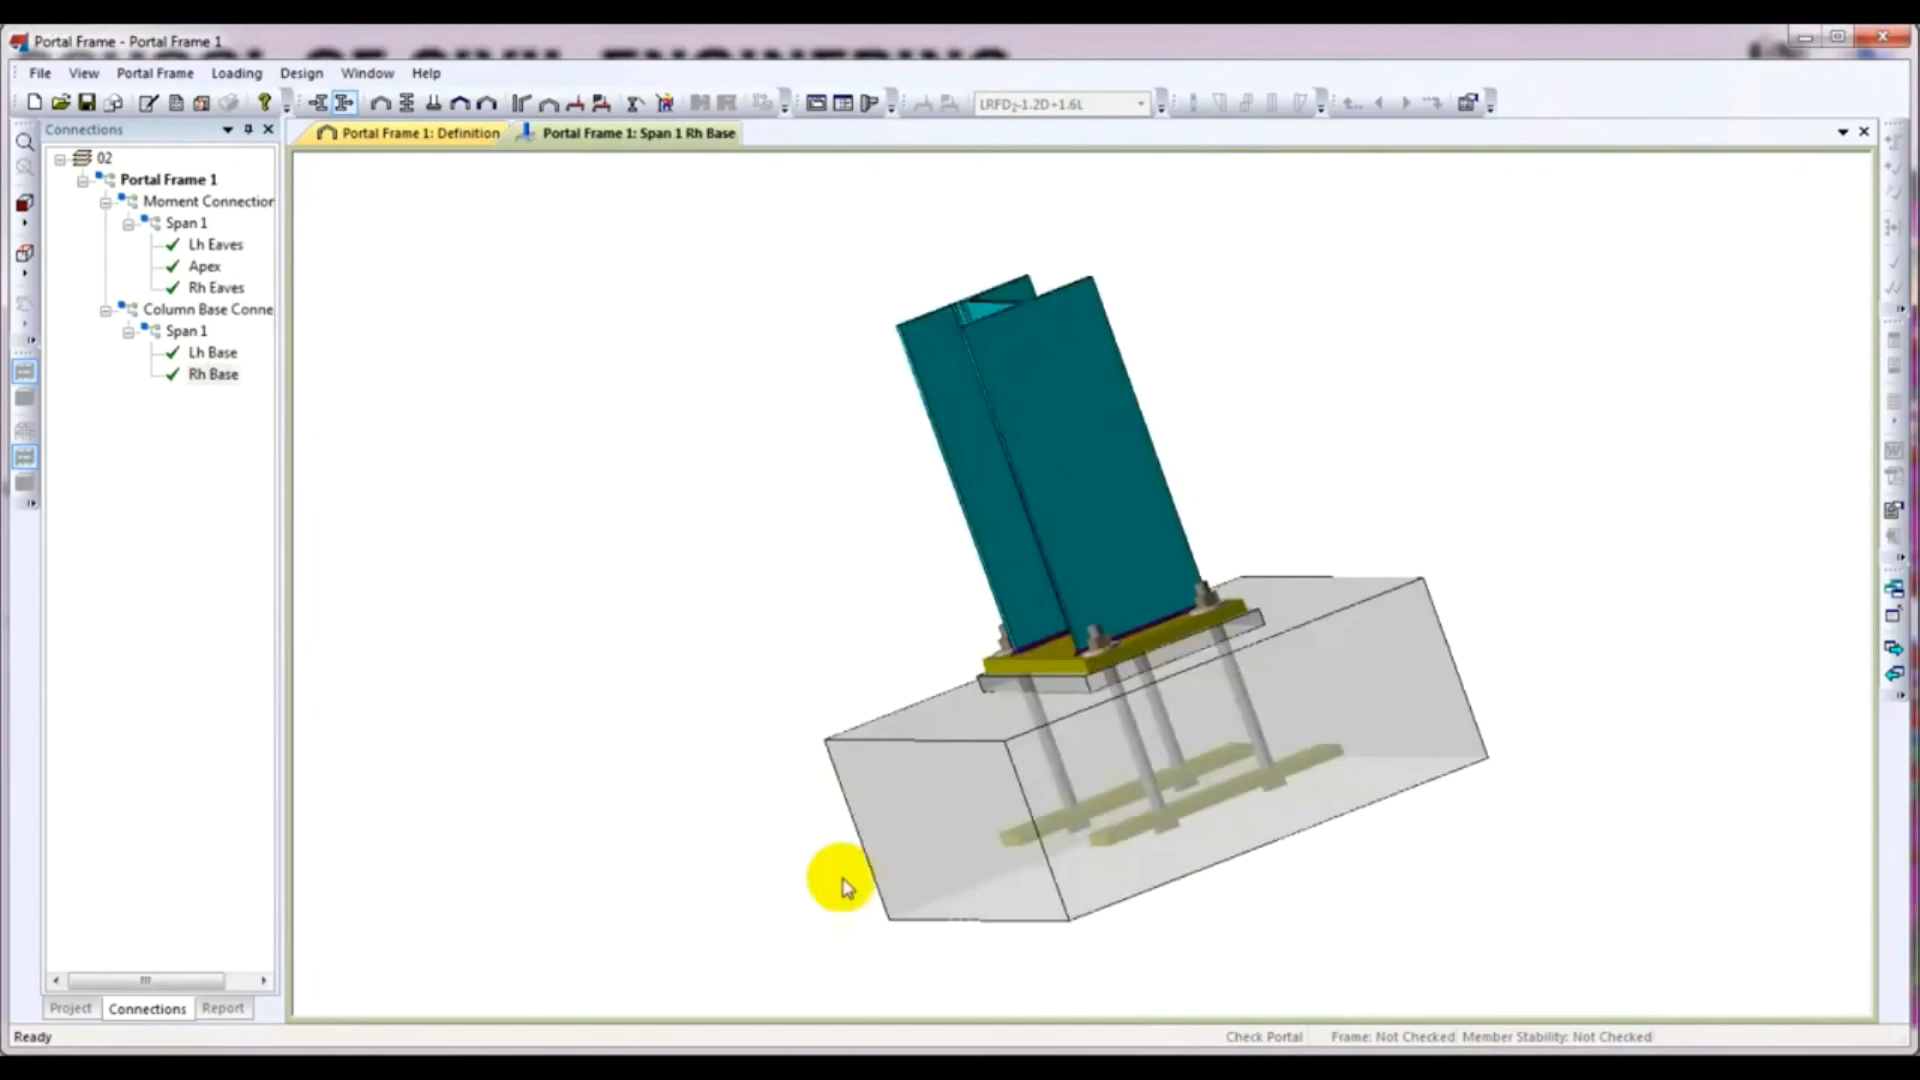 Portal Frame - Portal Frame 1
File View Portal Frame Loading Design Window Help
LRFD2-1.2D+1.6L
Connections
Portal Frame 1: Definition
Portal Frame 1: Span 1 Rh Base
02
Portal Frame 1
Moment Connection
Span 1
Lh Eaves
Apex
Rh Eaves
Column Base Conne
Span 1
Lh Base
Rh Base
Project Connections Report
Ready
Check Portal Frame: Not Checked Member Stability: Not Checked